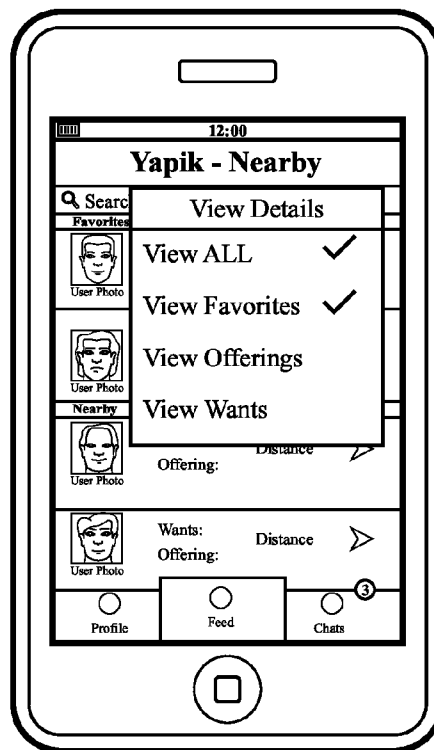 12:00
Yapik - Nearby
Searc
View Details
Favorites
View ALL
User Photo
View Favorites
View Offerings
User Photo
View Wants
Nearby
Distance
Offering:
User Photo
Wants:
Distance
Offering:
User Photo
3
Profile
Feed
Chats